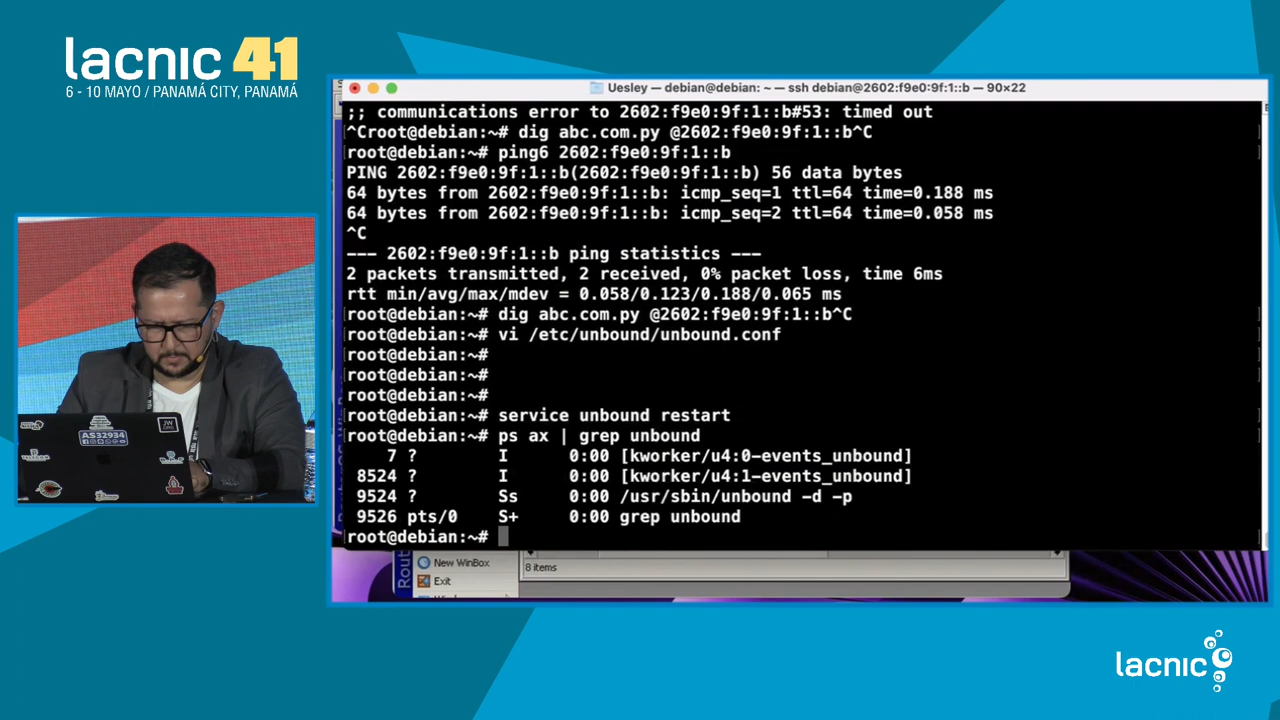 lacnic 41
6 - 10 MAYO / PANAMÁ CITY, PANAMÁ
Uesley — debian@debian: ~ — ssh debian@2602:f9e0:9f:1::b — 90×22
;; communications error to 2602:f9e0:9f:1::b#53: timed out
^Croot@debian:~# dig abc.com.py @2602:f9e0:9f:1::b^C
root@debian:~# ping6 2602:f9e0:9f:1::b
PING 2602:f9e0:9f:1::b(2602:f9e0:9f:1::b) 56 data bytes
64 bytes from 2602:f9e0:9f:1::b: icmp_seq=1 ttl=64 time=0.188 ms
64 bytes from 2602:f9e0:9f:1::b: icmp_seq=2 ttl=64 time=0.058 ms
^C
--- 2602:f9e0:9f:1::b ping statistics ---
2 packets transmitted, 2 received, 0% packet loss, time 6ms
rtt min/avg/max/mdev = 0.058/0.123/0.188/0.065 ms
root@debian:~# dig abc.com.py @2602:f9e0:9f:1::b^C
root@debian:~# vi /etc/unbound/unbound.conf
root@debian:~#
root@debian:~#
root@debian:~#
root@debian:~# service unbound restart
root@debian:~# ps ax | grep unbound
7 ? I 0:00 [kworker/u4:0-events_unbound]
8524 ? I 0:00 [kworker/u4:1-events_unbound]
9524 ? Ss 0:00 /usr/sbin/unbound -d -p
9526 pts/0 S+ 0:00 grep unbound
root@debian:~#
New WinBox
Exit
8 items
Rout
AS32934
JW
lacnic